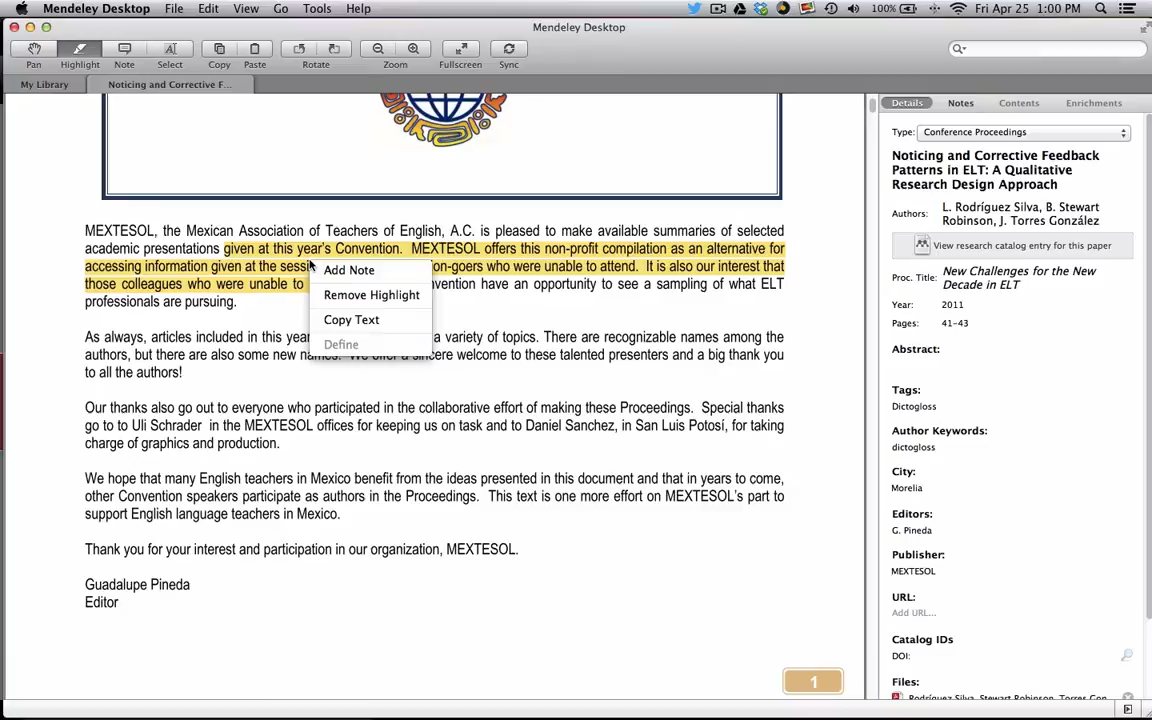 Mendeley Desktop File Edit View Go Tools Help 100% Fri Apr 25 1:00 PM
Mendeley Desktop
Pan Highlight Note Select Copy Paste Rotate Zoom Fullscreen Sync
My Library Noticing and Corrective F...
Details Notes Contents Enrichments
Type: Conference Proceedings
Noticing and Corrective Feedback
Patterns in ELT: A Qualitative
Research Design Approach
Authors: L. Rodríguez Silva, B. Stewart
Robinson, J. Torres González
View research catalog entry for this paper
Proc. Title: New Challenges for the New
Decade in ELT
Year: 2011
Pages: 41-43
Abstract:
Tags:
Dictogloss
Author Keywords:
dictogloss
City:
Morelia
Editors:
G. Pineda
Publisher:
MEXTESOL
URL:
Add URL...
Catalog IDs
DOI:
Files:
Rodríguez Silva, Stewart Robinson, Torres Gon...
MEXTESOL, the Mexican Association of Teachers of English, A.C. is pleased to make available summaries of selected
academic presentations given at this year's Convention. MEXTESOL offers this non-profit compilation as an alternative for
accessing information given at the sessi on-goers who were unable to attend. It is also our interest that
those colleagues who were unable to vention have an opportunity to see a sampling of what ELT
professionals are pursuing.
Add Note
Remove Highlight
Copy Text
Define
As always, articles included in this year a variety of topics. There are recognizable names among the
authors, but there are also some new names. We offer a sincere welcome to these talented presenters and a big thank you
to all the authors!
Our thanks also go out to everyone who participated in the collaborative effort of making these Proceedings. Special thanks
go to to Uli Schrader in the MEXTESOL offices for keeping us on task and to Daniel Sanchez, in San Luis Potosí, for taking
charge of graphics and production.
We hope that many English teachers in Mexico benefit from the ideas presented in this document and that in years to come,
other Convention speakers participate as authors in the Proceedings. This text is one more effort on MEXTESOL's part to
support English language teachers in Mexico.
Thank you for your interest and participation in our organization, MEXTESOL.
Guadalupe Pineda
Editor
1